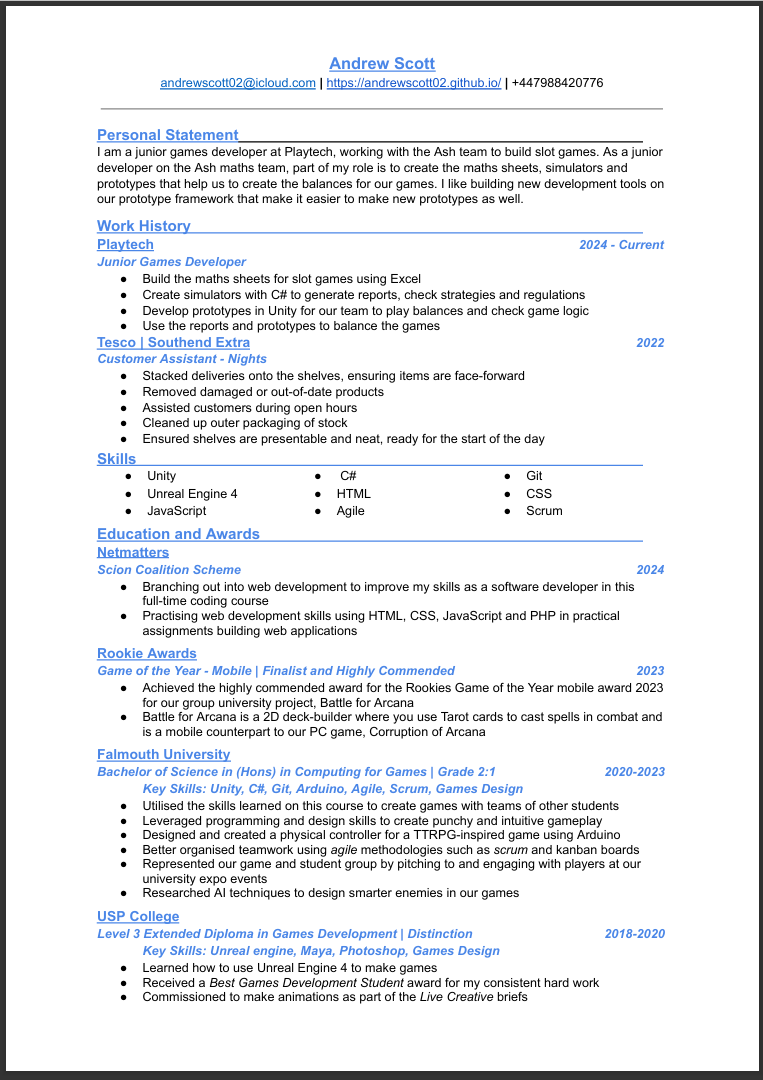 Andrew Scott
andrewscott02@icloud.com | https://andrewscott02.github.io/ | +447988420776
Personal Statement
I am a junior games developer at Playtech, working with the Ash team to build slot games. As a junior
developer on the Ash maths team, part of my role is to create the maths sheets, simulators and
prototypes that help us to create the balances for our games. I like building new development tools on
our prototype framework that make it easier to make new prototypes as well.
Work History
Playtech 2024 - Current
Junior Games Developer
● Build the maths sheets for slot games using Excel
● Create simulators with C# to generate reports, check strategies and regulations
● Develop prototypes in Unity for our team to play balances and check game logic
● Use the reports and prototypes to balance the games
Tesco | Southend Extra 2022
Customer Assistant - Nights
● Stacked deliveries onto the shelves, ensuring items are face-forward
● Removed damaged or out-of-date products
● Assisted customers during open hours
● Cleaned up outer packaging of stock
● Ensured shelves are presentable and neat, ready for the start of the day
Skills
● Unity ● C# ● Git
● Unreal Engine 4 ● HTML ● CSS
● JavaScript ● Agile ● Scrum
Education and Awards
Netmatters
Scion Coalition Scheme 2024
● Branching out into web development to improve my skills as a software developer in this
full-time coding course
● Practising web development skills using HTML, CSS, JavaScript and PHP in practical
assignments building web applications
Rookie Awards
Game of the Year - Mobile | Finalist and Highly Commended 2023
● Achieved the highly commended award for the Rookies Game of the Year mobile award 2023
for our group university project, Battle for Arcana
● Battle for Arcana is a 2D deck-builder where you use Tarot cards to cast spells in combat and
is a mobile counterpart to our PC game, Corruption of Arcana
Falmouth University
Bachelor of Science in (Hons) in Computing for Games | Grade 2:1 2020-2023
Key Skills: Unity, C#, Git, Arduino, Agile, Scrum, Games Design
● Utilised the skills learned on this course to create games with teams of other students
● Leveraged programming and design skills to create punchy and intuitive gameplay
● Designed and created a physical controller for a TTRPG-inspired game using Arduino
● Better organised teamwork using agile methodologies such as scrum and kanban boards
● Represented our game and student group by pitching to and engaging with players at our
university expo events
● Researched AI techniques to design smarter enemies in our games
USP College
Level 3 Extended Diploma in Games Development | Distinction 2018-2020
Key Skills: Unreal engine, Maya, Photoshop, Games Design
● Learned how to use Unreal Engine 4 to make games
● Received a Best Games Development Student award for my consistent hard work
● Commissioned to make animations as part of the Live Creative briefs